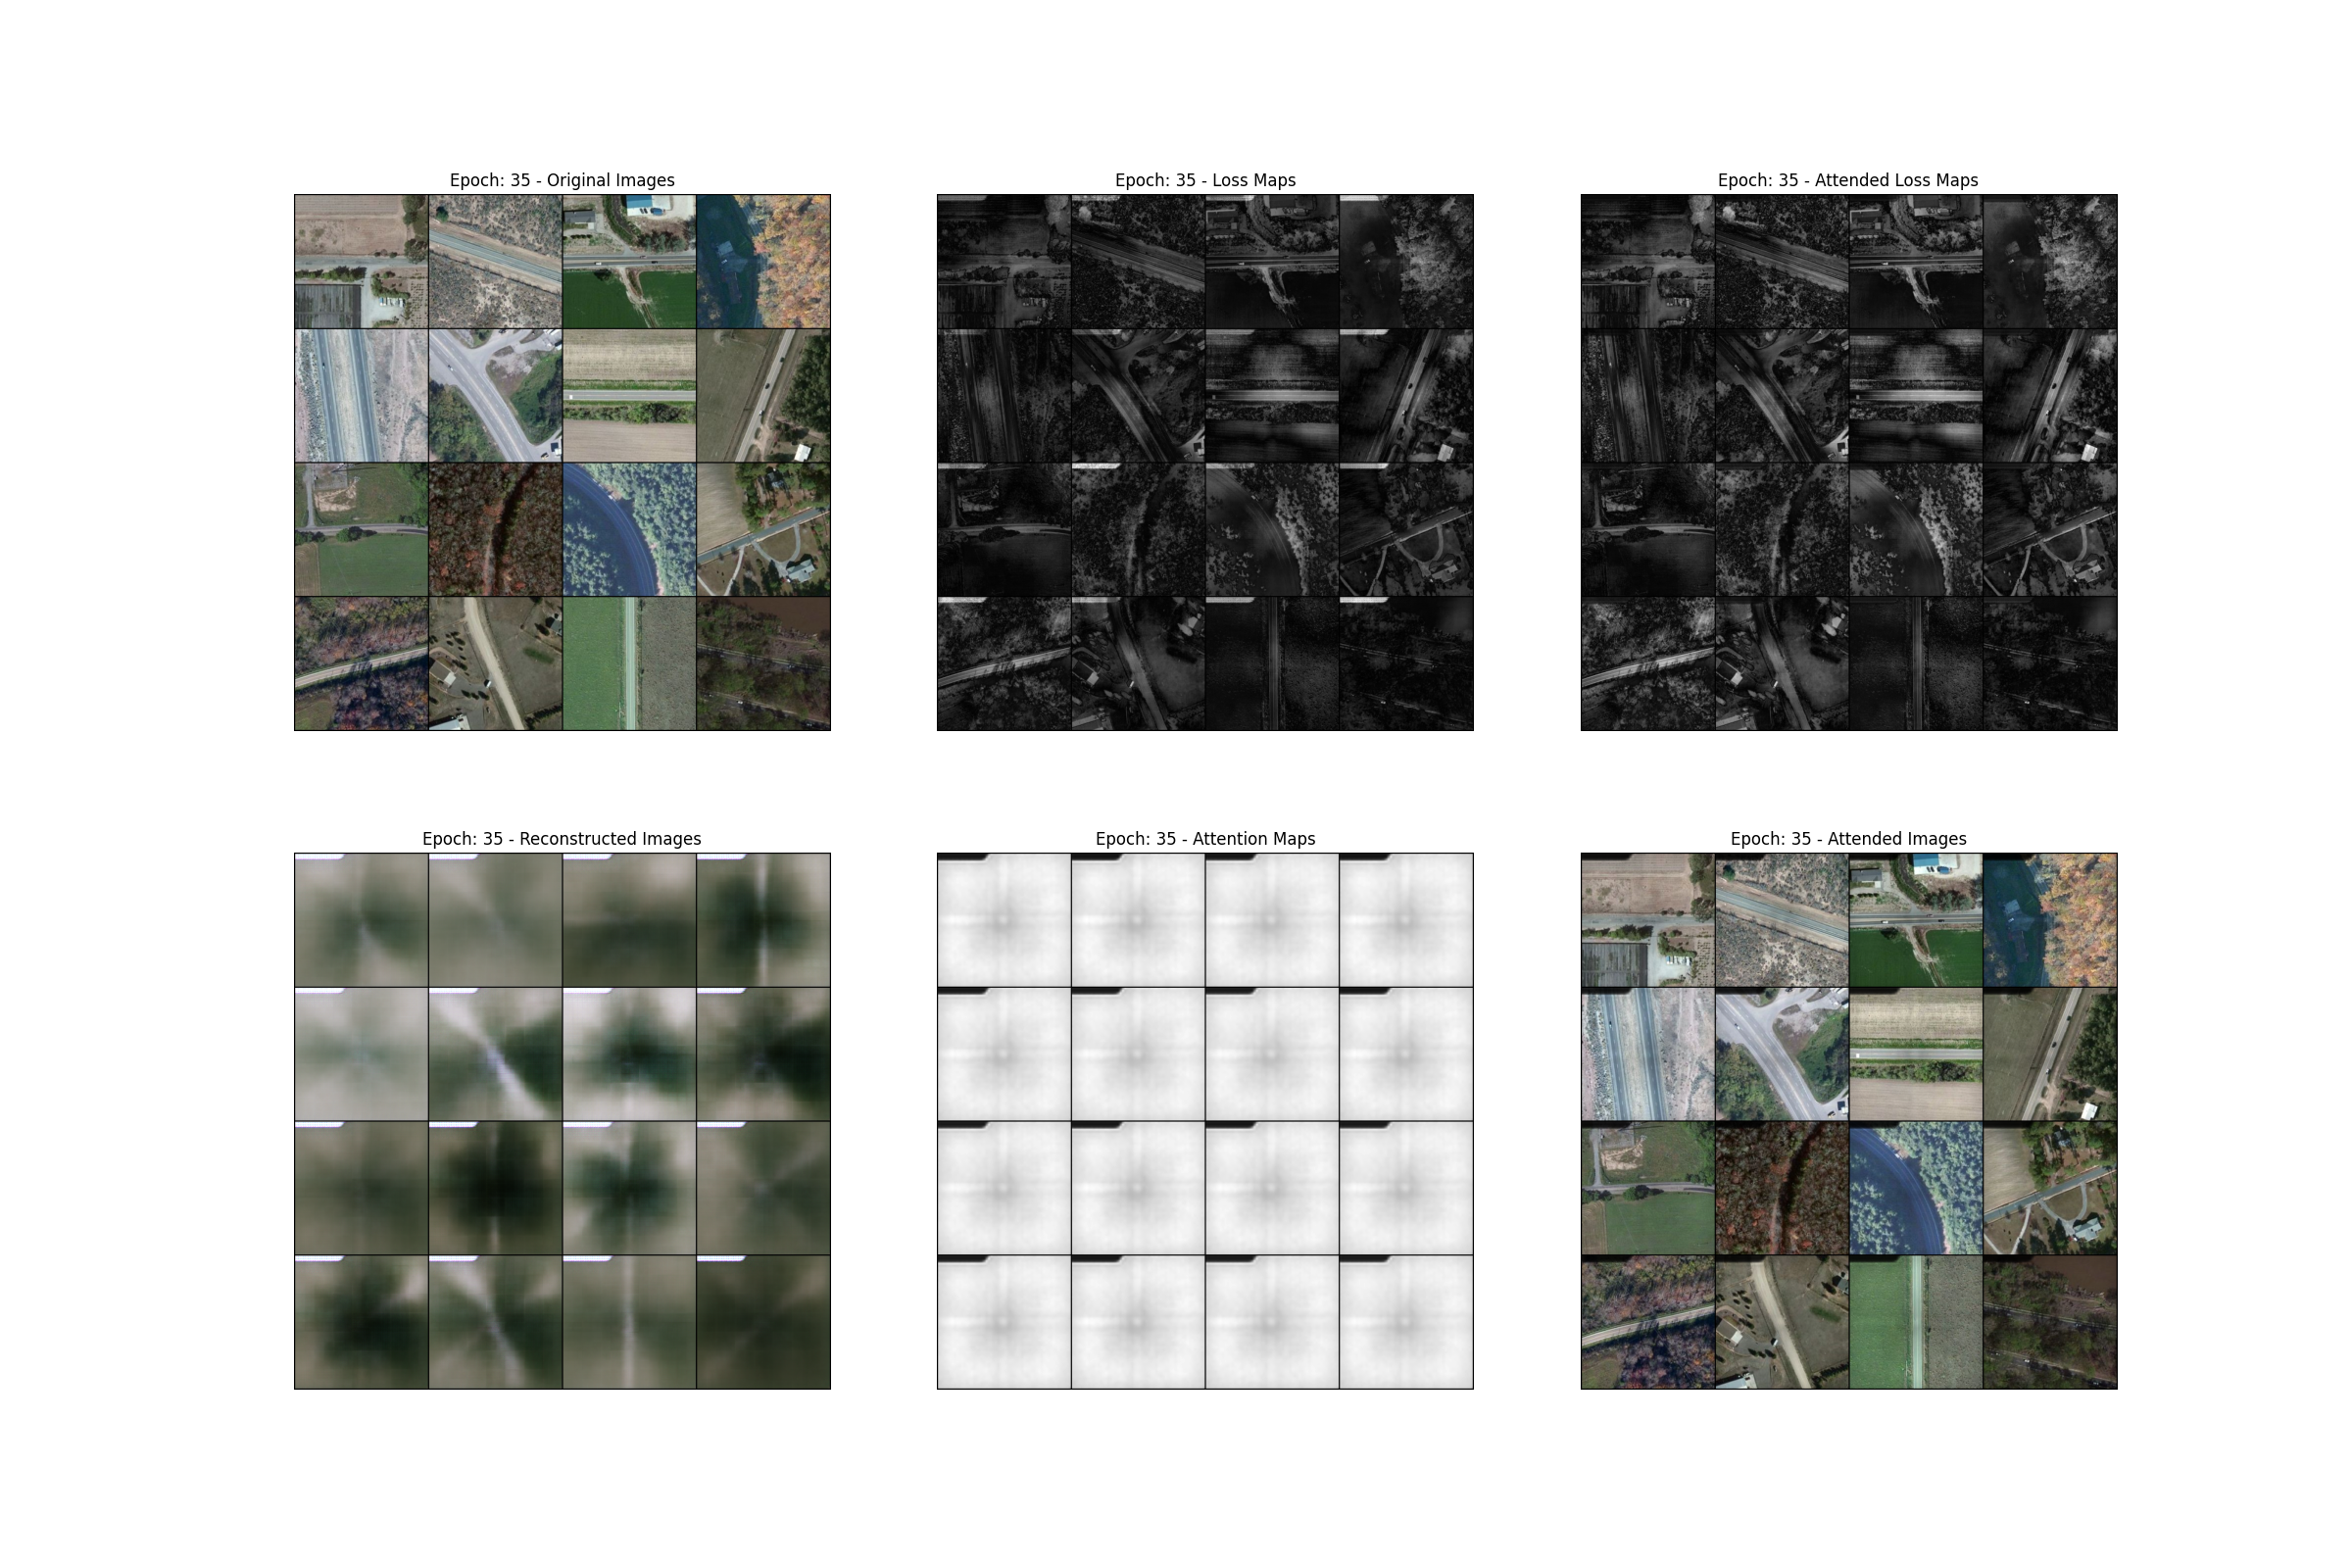 Epoch: 35 - Original Images
Epoch: 35 - Loss Maps
Epoch: 35 - Attended Loss Maps
Epoch: 35 - Reconstructed Images
Epoch: 35 - Attention Maps
Epoch: 35 - Attended Images